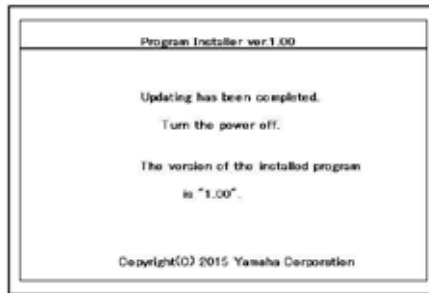 Program Installer ver.1.00
Updating has been completed.
Turn the power off.
The version of the installed program
is "1.00".
Copyright(C) 2015 Yamaha Corporation